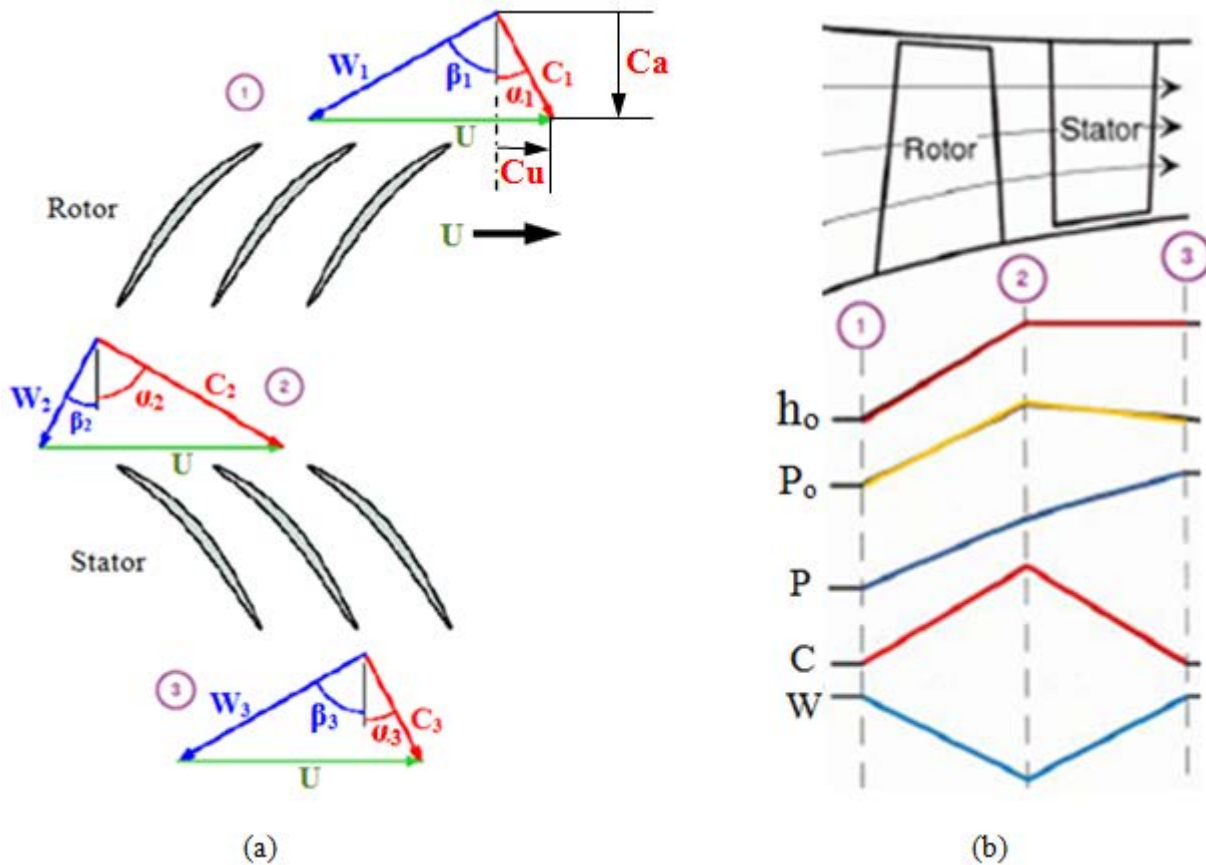 W₁
β₁
α₁
C₁
Ca
U
Cu
1
Rotor
U
W₂
β₂
α₂
C₂
2
U
Stator
3
W₃
β₃
α₃
C₃
U
(a)
Rotor
Stator
1
2
3
hₒ
Pₒ
P
C
W
(b)